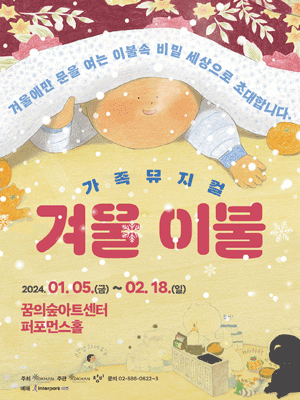 겨울에만 문을 여는 이불속 비밀 세상으로 초대합니다.
가족뮤지컬
겨울 이불
2024. 01. 05.(금) ~ 02. 18.(일)
꿈의숲아트센터
퍼포먼스홀
주최 주관 문의 02-586-0622~3
예매 interpark